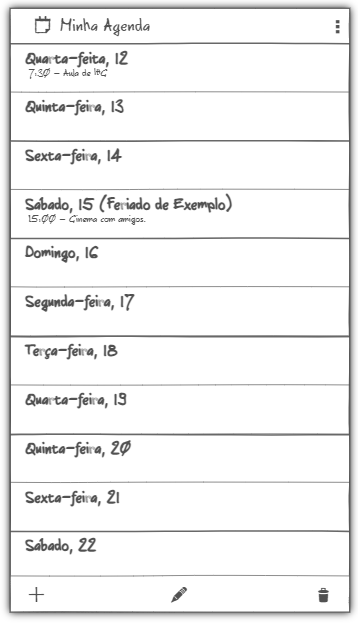 Minha Agenda
Quarta-feita, 12
7:30 - Aula de IHC
Quinta-feira, 13
Sexta-feira, 14
Sábado, 15 (Feriado de Exemplo)
15:00 - Cinema com amigos.
Domingo, 16
Segunda-feira, 17
Terça-feira, 18
Quarta-feira, 19
Quinta-feira, 20
Sexta-feira, 21
Sabado, 22